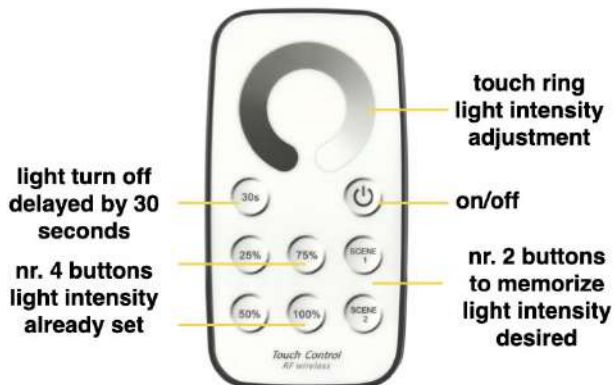 touch ring
light intensity
adjustment
light turn off
delayed by 30
seconds
30s
on/off
25%
75%
SCENE
1
nr. 4 buttons
light intensity
already set
nr. 2 buttons
to memorize
light intensity
desired
50%
100%
SCENE
2
Touch Control
RF wireless